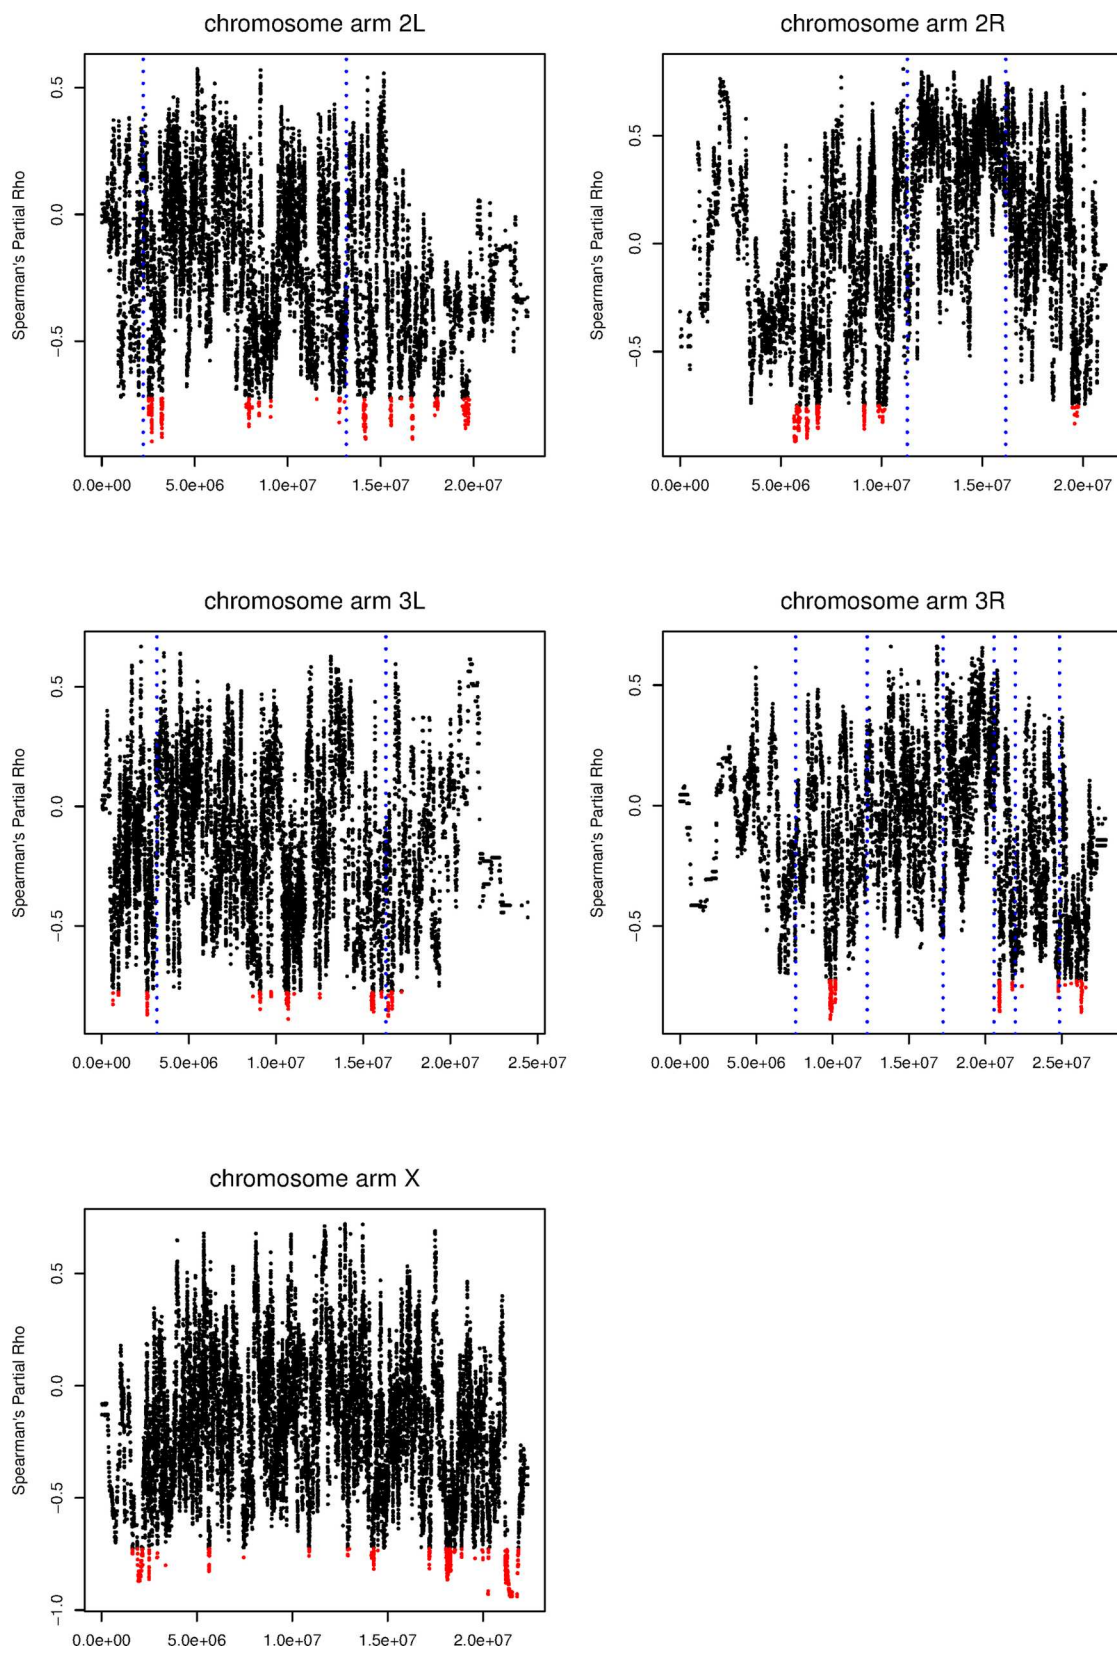 chromosome arm 2L
Spearman's Partial Rho
0.5
0.0
−0.5
0.0e+00 5.0e+06 1.0e+07 1.5e+07 2.0e+07
chromosome arm 2R
Spearman's Partial Rho
0.5
0.0
−0.5
0.0e+00 5.0e+06 1.0e+07 1.5e+07 2.0e+07
chromosome arm 3L
Spearman's Partial Rho
0.5
0.0
−0.5
0.0e+00 5.0e+06 1.0e+07 1.5e+07 2.0e+07 2.5e+07
chromosome arm 3R
Spearman's Partial Rho
0.5
0.0
−0.5
0.0e+00 5.0e+06 1.0e+07 1.5e+07 2.0e+07 2.5e+07
chromosome arm X
Spearman's Partial Rho
0.5
0.0
−0.5
−1.0
0.0e+00 5.0e+06 1.0e+07 1.5e+07 2.0e+07